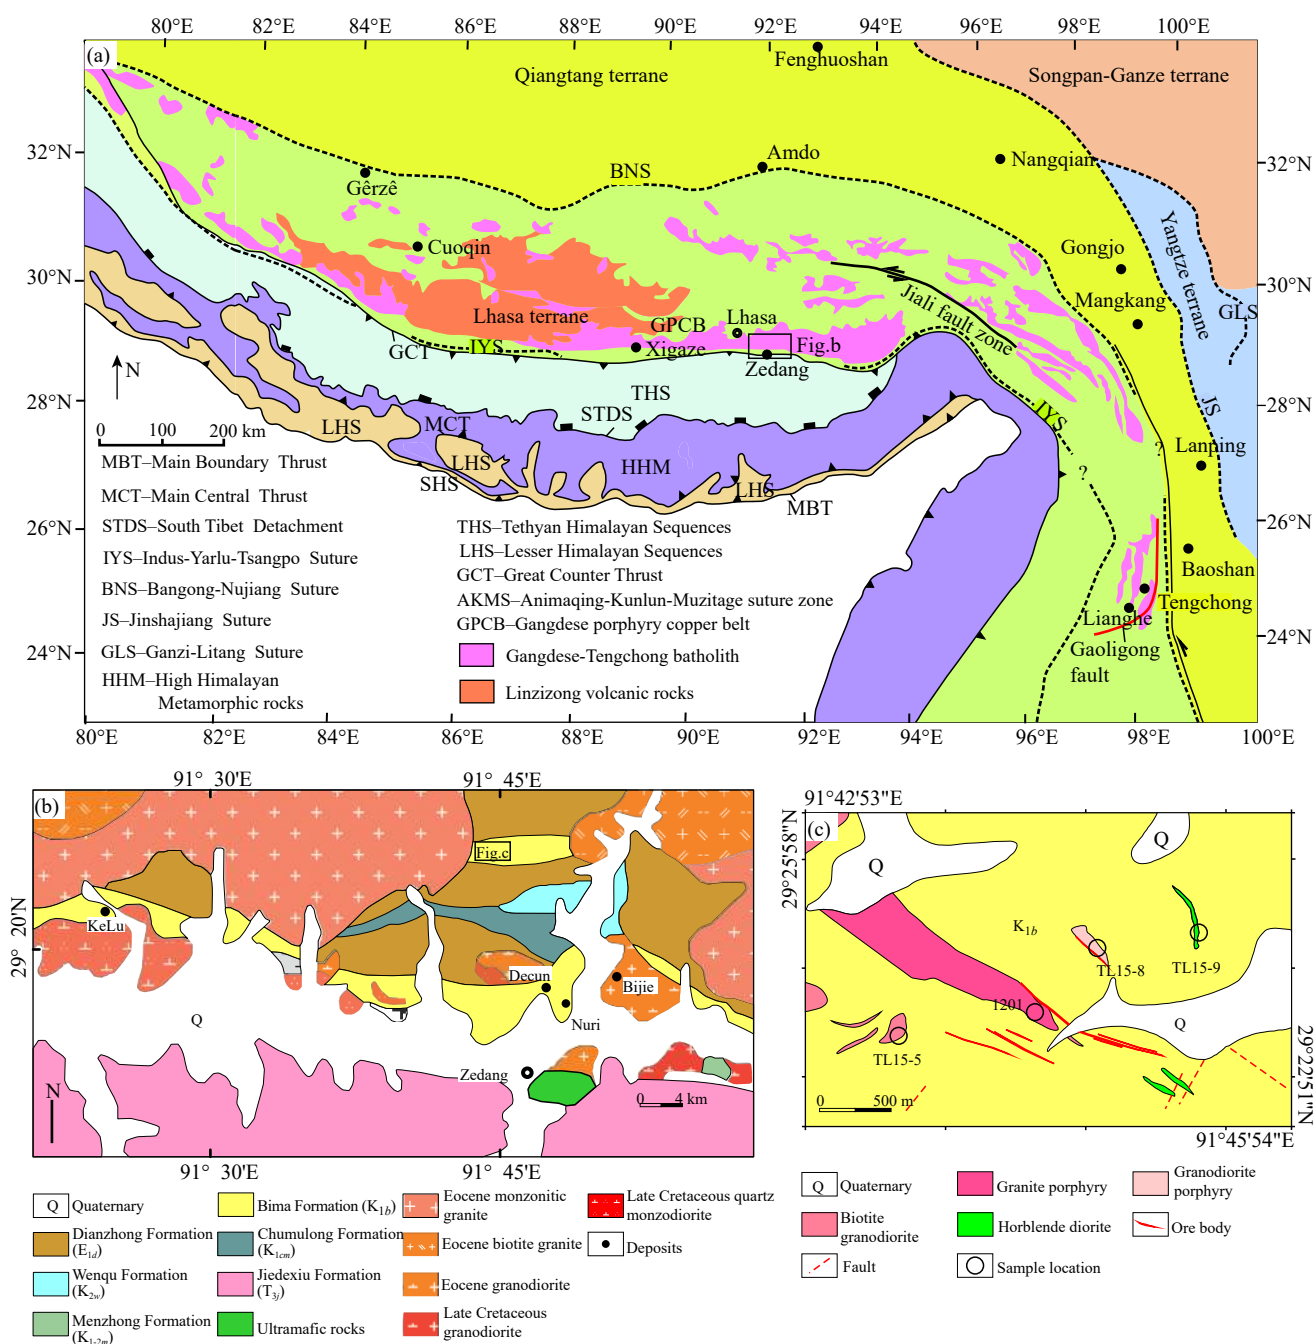 80°E 82°E 84°E 86°E 88°E 90°E 92°E 94°E 96°E 98°E 100°E
(a)
Fenghuoshan
Qiangtang terrane
Songpan-Ganze terrane
32°N
Amdo
Nangqian
32°N
BNS
Gêrzê
Yangtze terrane
Cuoqin
Gongjo
30°N
30°N
Jiali fault zone
Mangkang
GLS
Lhasa terrane
GPCB
Lhasa
GCT
IYS
Xigaze
Fig.b
Zedang
N
THS
28°N
28°N
STDS
IYS
JS
0 100 200 km
LHS
MCT
LHS
HHM
?
Lanping
?
SHS
LHS
MBT
MBT–Main Boundary Thrust
MCT–Main Central Thrust
STDS–South Tibet Detachment
IYS–Indus-Yarlu-Tsangpo Suture
BNS–Bangong-Nujiang Suture
JS–Jinshajiang Suture
GLS–Ganzi-Litang Suture
HHM–High Himalayan
Metamorphic rocks
THS–Tethyan Himalayan Sequences
LHS–Lesser Himalayan Sequences
GCT–Great Counter Thrust
AKMS–Animaqing-Kunlun-Muzitage suture zone
GPCB–Gangdese porphyry copper belt
Gangdese-Tengchong batholith
Linzizong volcanic rocks
26°N
26°N
Baoshan
Tengchong
Lianghe
24°N
24°N
Gaoligong
fault
80°E 82°E 84°E 86°E 88°E 90°E 92°E 94°E 96°E 98°E 100°E
91° 30'E 91° 45'E
(b)
Fig.c
29° 20'N
KeLu
Decun
Bijie
Nuri
Q
Zedang
N
0 4 km
91° 30'E 91° 45'E
Q Quaternary
Dianzhong Formation
(E1d)
Wenqu Formation
(K2w)
Menzhong Formation
(K1-2m)
Bima Formation (K1b)
Chumulong Formation
(K1cm)
Jiedexiu Formation
(T3j)
Ultramafic rocks
Eocene monzonitic
granite
Eocene biotite granite
Eocene granodiorite
Late Cretaceous
granodiorite
Late Cretaceous quartz
monzodiorite
Deposits
91°42'53"E
(c)
29°25'58"N
Q
Q
K1b
TL15-8
TL15-9
1201
Q
TL15-5
0 500 m
29°22'51"N
91°45'54"E
Q Quaternary
Biotite
granodiorite
Fault
Granite porphyry
Horblende diorite
Sample location
Granodiorite
porphyry
Ore body